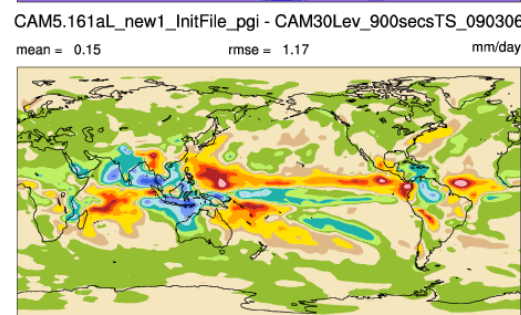 CAM5.161aL_new1_InitFile_pgi - CAM30Lev_900secsTS_090306
mean = 0.15 rmse = 1.17 mm/day